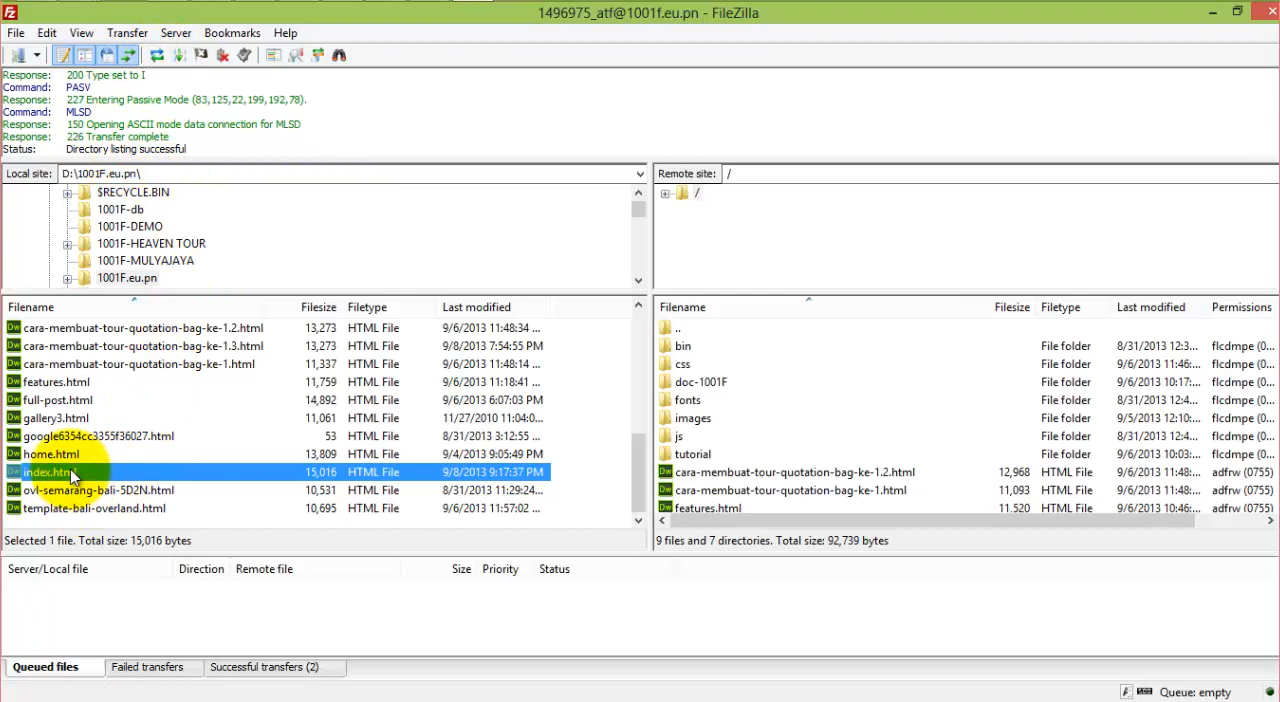 1496975_atf@1001f.eu.pn - FileZilla
File Edit View Transfer Server Bookmarks Help
Response: 200 Type set to I
Command: PASV
Response: 227 Entering Passive Mode (83,125,22,199,192,78).
Command: MLSD
Response: 150 Opening ASCII mode data connection for MLSD
Response: 226 Transfer complete
Status: Directory listing successful
Local site: D:\1001F.eu.pn\
$RECYCLE.BIN
1001F-db
1001F-DEMO
1001F-HEAVEN TOUR
1001F-MULYAJAYA
1001F.eu.pn
Remote site: /
/
Filename Filesize Filetype Last modified
cara-membuat-tour-quotation-bag-ke-1.2.html 13,273 HTML File 9/6/2013 11:48:34 ...
cara-membuat-tour-quotation-bag-ke-1.3.html 13,273 HTML File 9/8/2013 7:54:55 PM
cara-membuat-tour-quotation-bag-ke-1.html 11,337 HTML File 9/6/2013 11:48:14 ...
features.html 11,759 HTML File 9/6/2013 11:18:41 ...
full-post.html 14,892 HTML File 9/6/2013 6:07:03 PM
gallery3.html 11,061 HTML File 11/27/2010 11:04:0...
google6354cc3355f36027.html 53 HTML File 8/31/2013 3:12:55 ...
home.html 13,809 HTML File 9/4/2013 9:05:49 PM
index.html 15,016 HTML File 9/8/2013 9:17:37 PM
ovl-semarang-bali-5D2N.html 10,531 HTML File 8/31/2013 11:29:24...
template-bali-overland.html 10,695 HTML File 9/6/2013 11:57:02 ...
Selected 1 file. Total size: 15,016 bytes
Filename Filesize Filetype Last modified Permissions
..
bin File folder 8/31/2013 12:3... flcdmpe (0...
css File folder 9/6/2013 11:46:... flcdmpe (0...
doc-1001F File folder 9/6/2013 10:17:... flcdmpe (0...
fonts File folder 8/31/2013 12:4... flcdmpe (0...
images File folder 9/5/2013 12:10:... flcdmpe (0...
js File folder 8/31/2013 12:4... flcdmpe (0...
tutorial File folder 9/6/2013 10:03:... flcdmpe (0...
cara-membuat-tour-quotation-bag-ke-1.2.html 12,968 HTML File 9/6/2013 11:48:... adfrw (0755)
cara-membuat-tour-quotation-bag-ke-1.html 11,093 HTML File 9/6/2013 11:48:... adfrw (0755)
features.html 11,520 HTML File 9/6/2013 10:46:... adfrw (0755)
9 files and 7 directories. Total size: 92,739 bytes
Server/Local file Direction Remote file Size Priority Status
Queued files Failed transfers Successful transfers (2)
Queue: empty